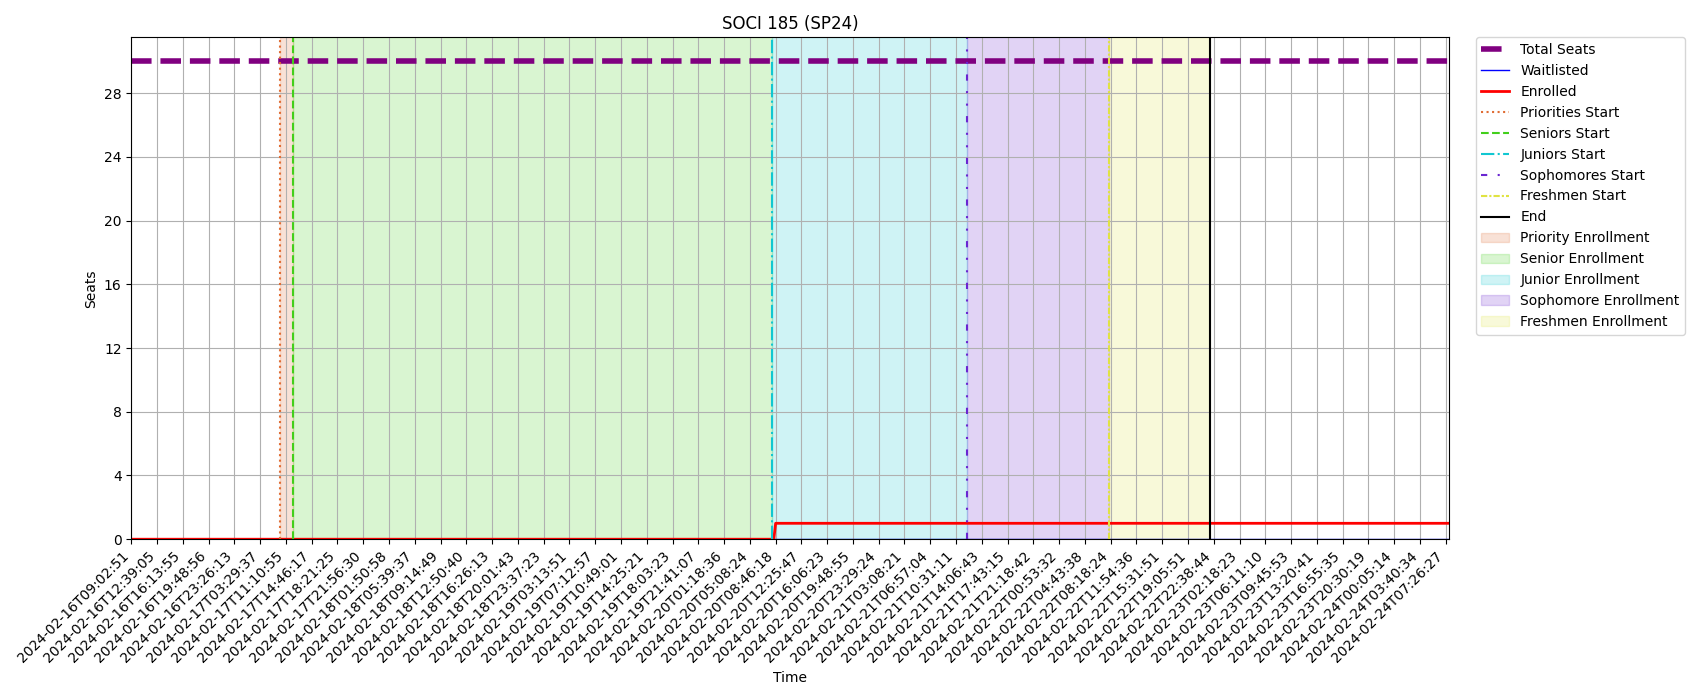 SOCI 185 (SP24)
Seats
28
24
20
16
12
8
4
0
2024-02-16T09:02:51
2024-02-16T12:39:05
2024-02-16T16:13:55
2024-02-16T19:48:56
2024-02-16T23:26:13
2024-02-17T03:29:37
2024-02-17T11:10:55
2024-02-17T14:46:17
2024-02-17T18:21:25
2024-02-17T21:56:30
2024-02-18T01:50:58
2024-02-18T05:39:37
2024-02-18T09:14:49
2024-02-18T12:50:40
2024-02-18T16:26:13
2024-02-18T20:01:43
2024-02-18T23:37:23
2024-02-19T03:13:51
2024-02-19T07:12:57
2024-02-19T10:49:01
2024-02-19T14:25:21
2024-02-19T18:03:23
2024-02-19T21:41:07
2024-02-20T01:18:36
2024-02-20T05:08:24
2024-02-20T08:46:18
2024-02-20T12:25:47
2024-02-20T16:06:23
2024-02-20T19:48:55
2024-02-20T23:29:24
2024-02-21T03:08:21
2024-02-21T06:57:04
2024-02-21T10:31:11
2024-02-21T14:06:43
2024-02-21T17:43:15
2024-02-21T21:18:42
2024-02-22T00:53:32
2024-02-22T04:43:38
2024-02-22T08:18:24
2024-02-22T11:54:36
2024-02-22T15:31:51
2024-02-22T19:05:51
2024-02-22T22:38:44
2024-02-23T02:18:23
2024-02-23T06:11:10
2024-02-23T09:45:53
2024-02-23T13:20:41
2024-02-23T16:55:35
2024-02-23T20:30:19
2024-02-24T00:05:14
2024-02-24T03:40:34
2024-02-24T07:26:27
Time
Total Seats
Waitlisted
Enrolled
Priorities Start
Seniors Start
Juniors Start
Sophomores Start
Freshmen Start
End
Priority Enrollment
Senior Enrollment
Junior Enrollment
Sophomore Enrollment
Freshmen Enrollment